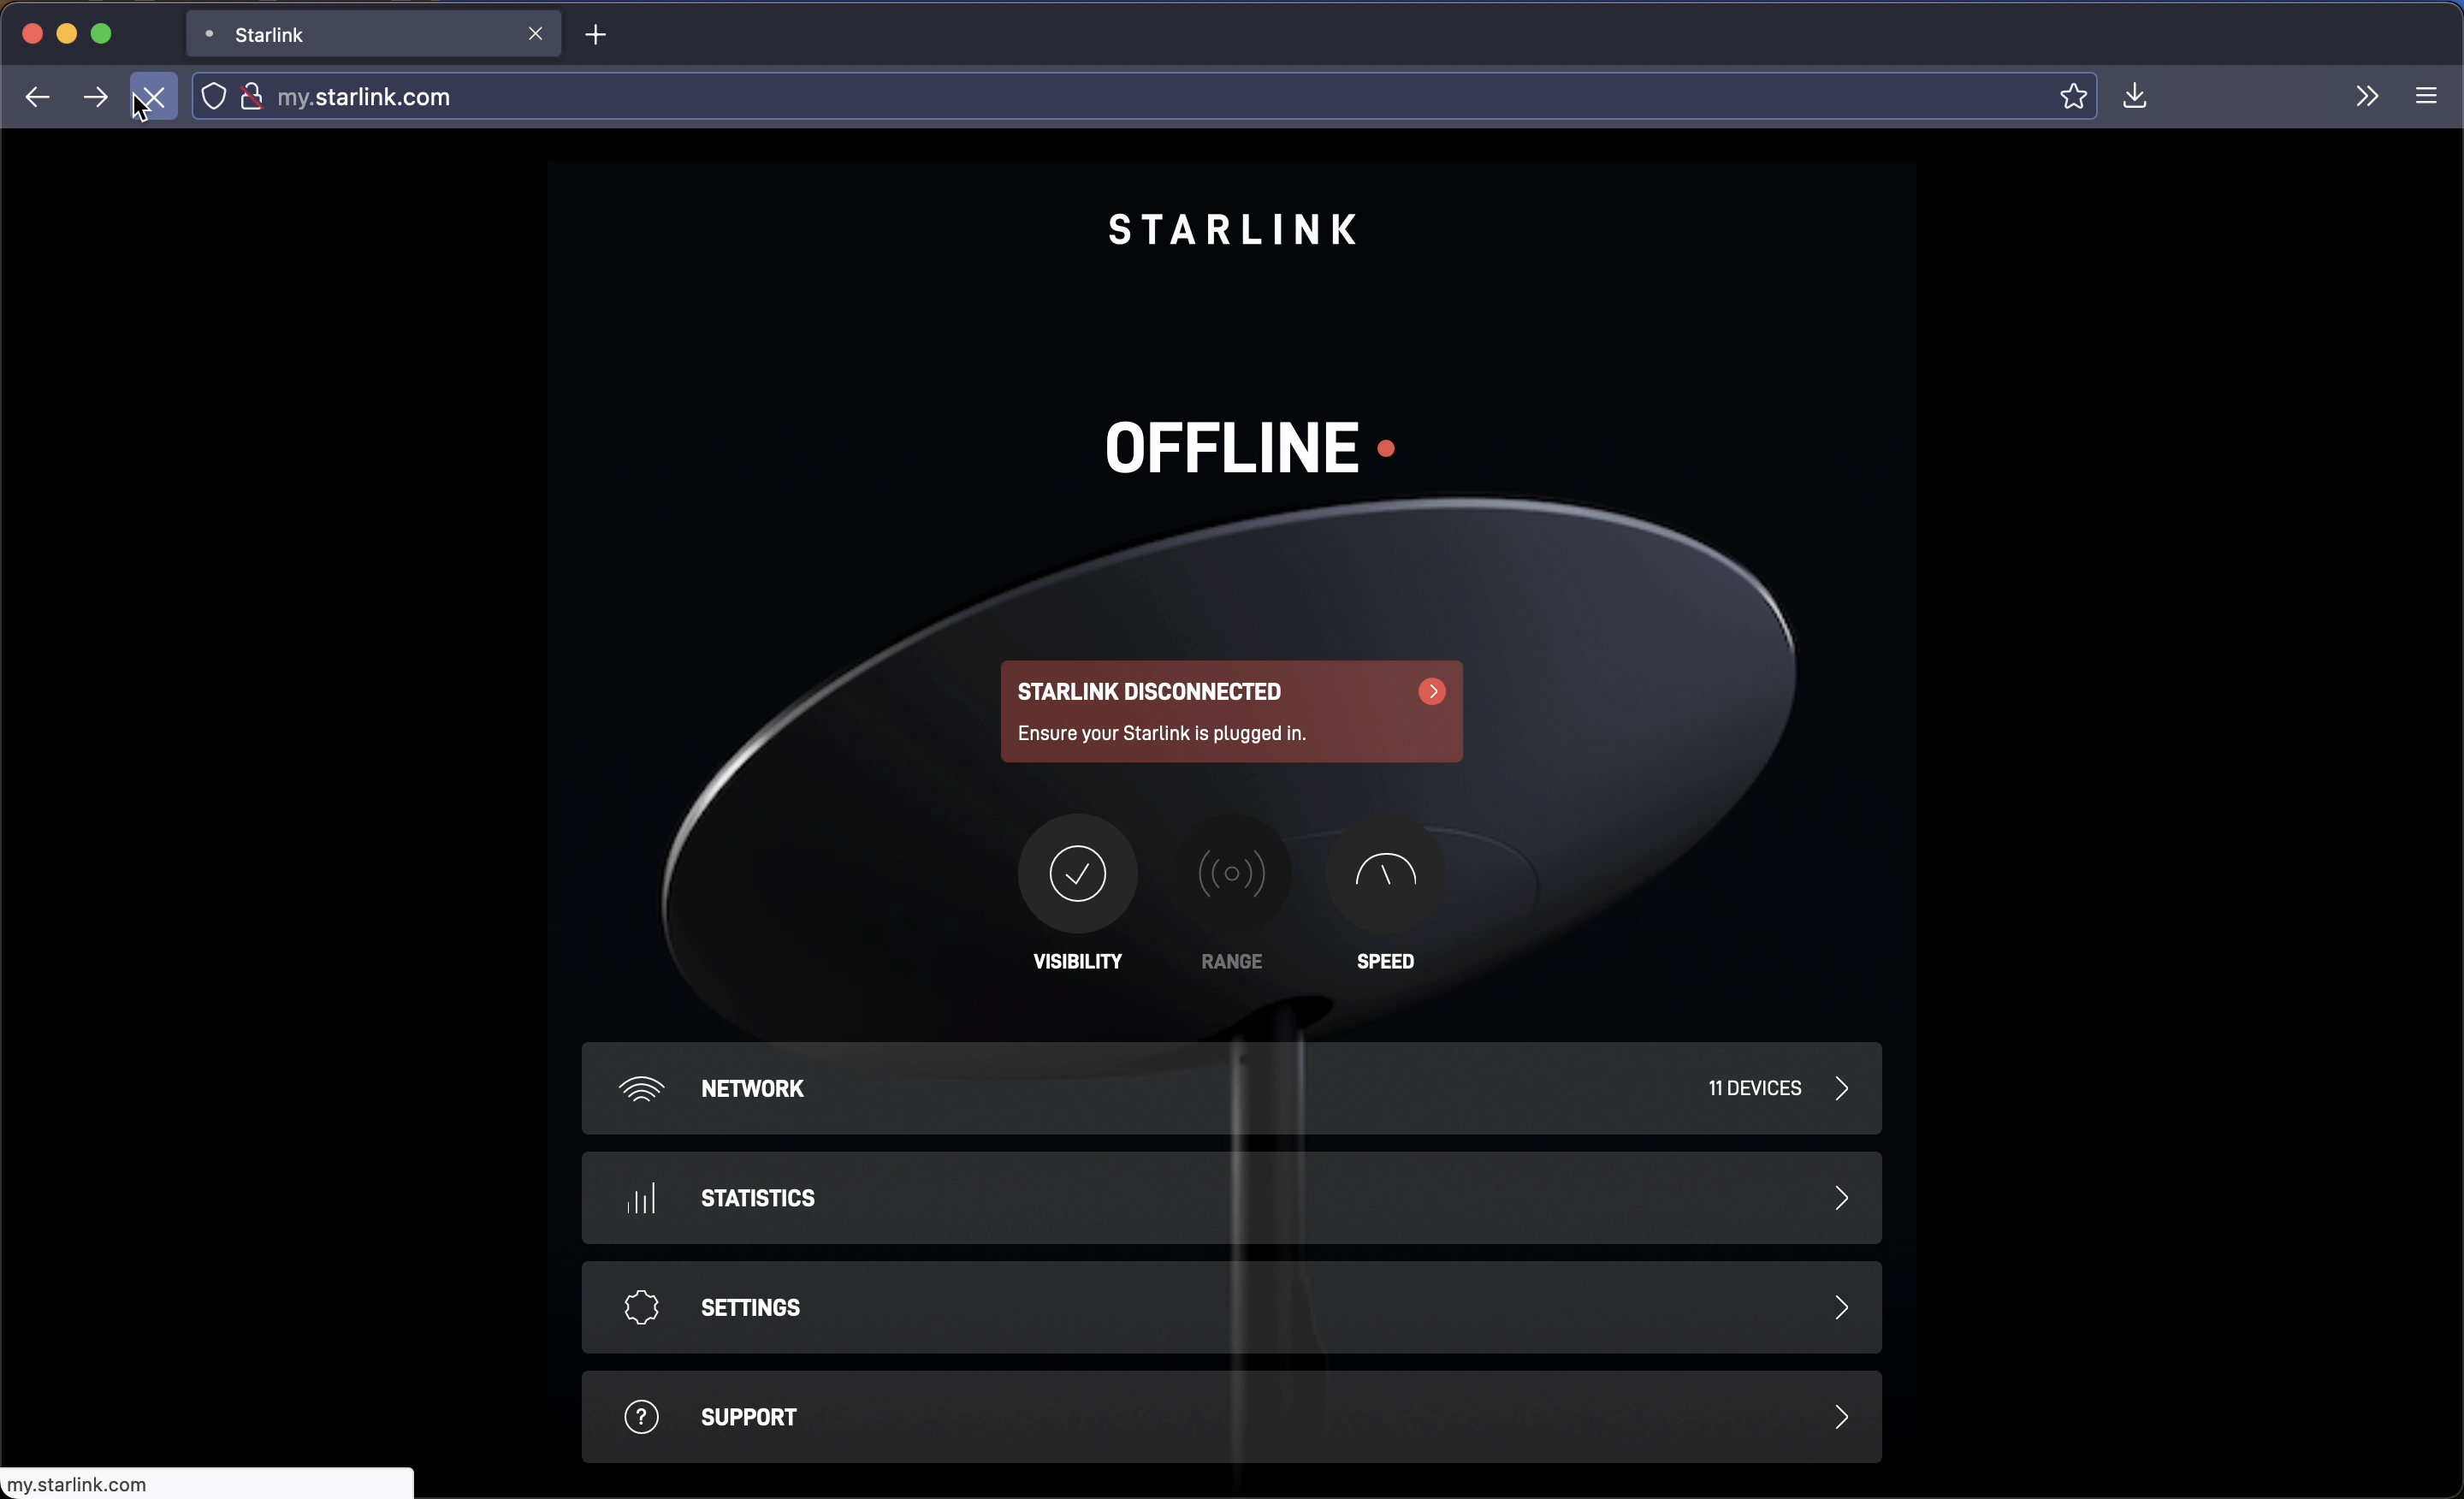 Starlink
my.starlink.com
STARLINK
OFFLINE
STARLINK DISCONNECTED
Ensure your Starlink is plugged in.
VISIBILITY
RANGE
SPEED
NETWORK
11 DEVICES
STATISTICS
SETTINGS
SUPPORT
my.starlink.com